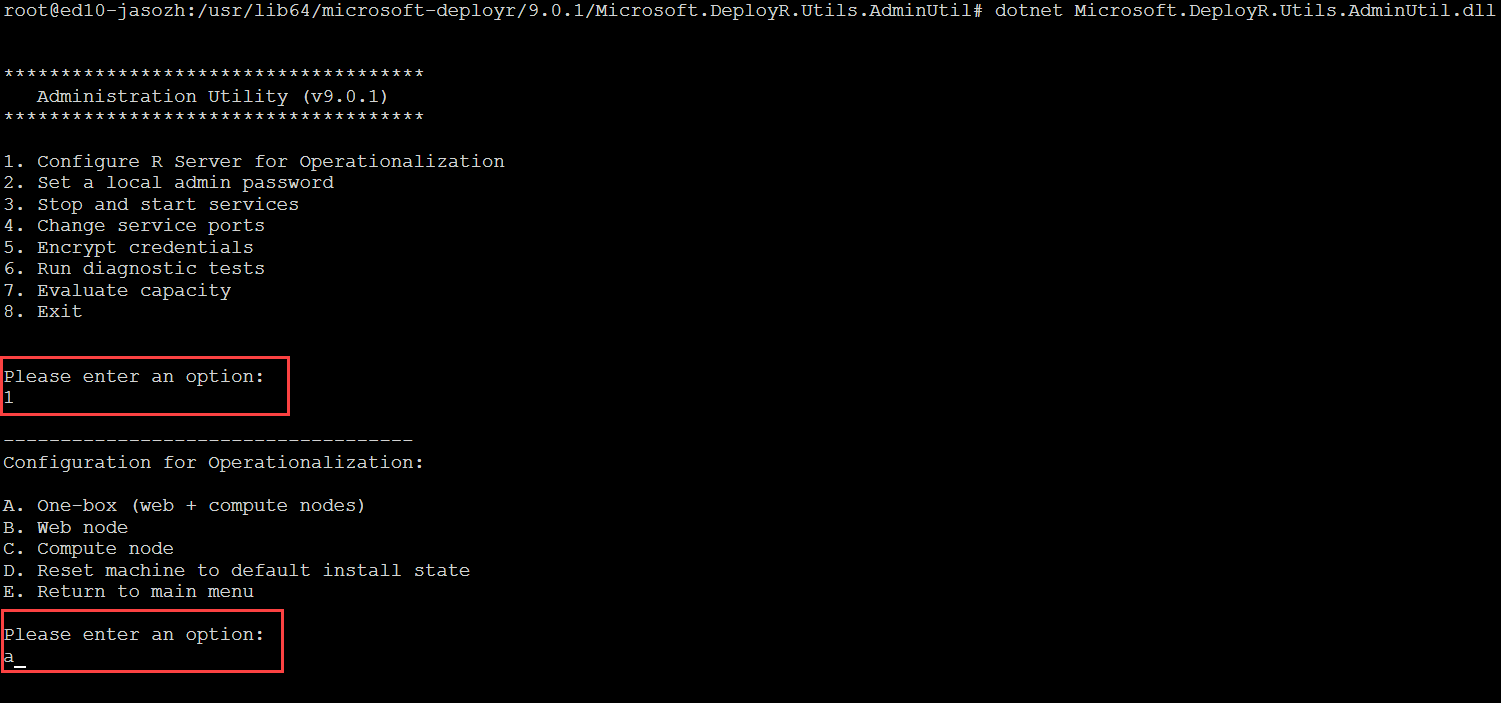 root@ed10-jasozh:/usr/lib64/microsoft-deployr/9.0.1/Microsoft.DeployR.Utils.AdminUtil# dotnet Microsoft.DeployR.Utils.AdminUtil.dll
*************************************
Administration Utility (v9.0.1)
*************************************
1. Configure R Server for Operationalization
2. Set a local admin password
3. Stop and start services
4. Change service ports
5. Encrypt credentials
6. Run diagnostic tests
7. Evaluate capacity
8. Exit
Please enter an option:
1
------------------------------------
Configuration for Operationalization:
A. One-box (web + compute nodes)
B. Web node
C. Compute node
D. Reset machine to default install state
E. Return to main menu
Please enter an option:
a_